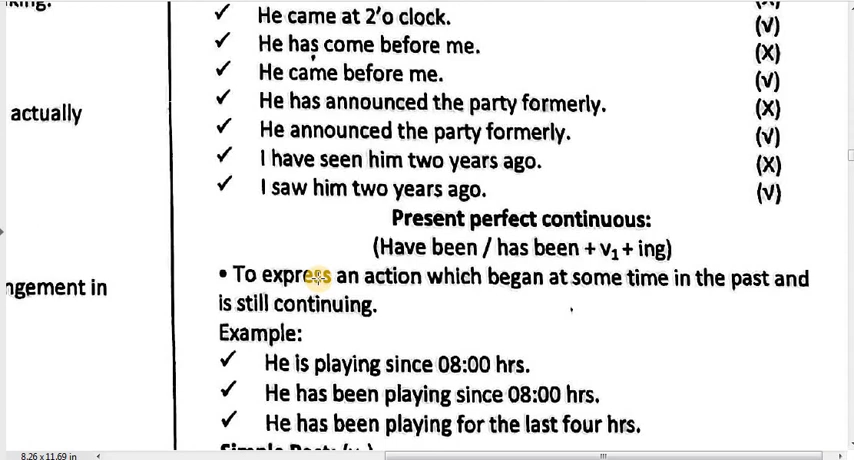 He came at 2'o clock. (√)
He has come before me. (X)
He came before me. (√)
He has announced the party formerly. (X)
He announced the party formerly. (√)
I have seen him two years ago. (X)
I saw him two years ago. (√)
Present perfect continuous:
(Have been / has been + v₁ + ing)
• To express an action which began at some time in the past and
is still continuing.
Example:
✓ He is playing since 08:00 hrs.
✓ He has been playing since 08:00 hrs.
✓ He has been playing for the last four hrs.
actually
ngement in
8.26 x 11.69 in